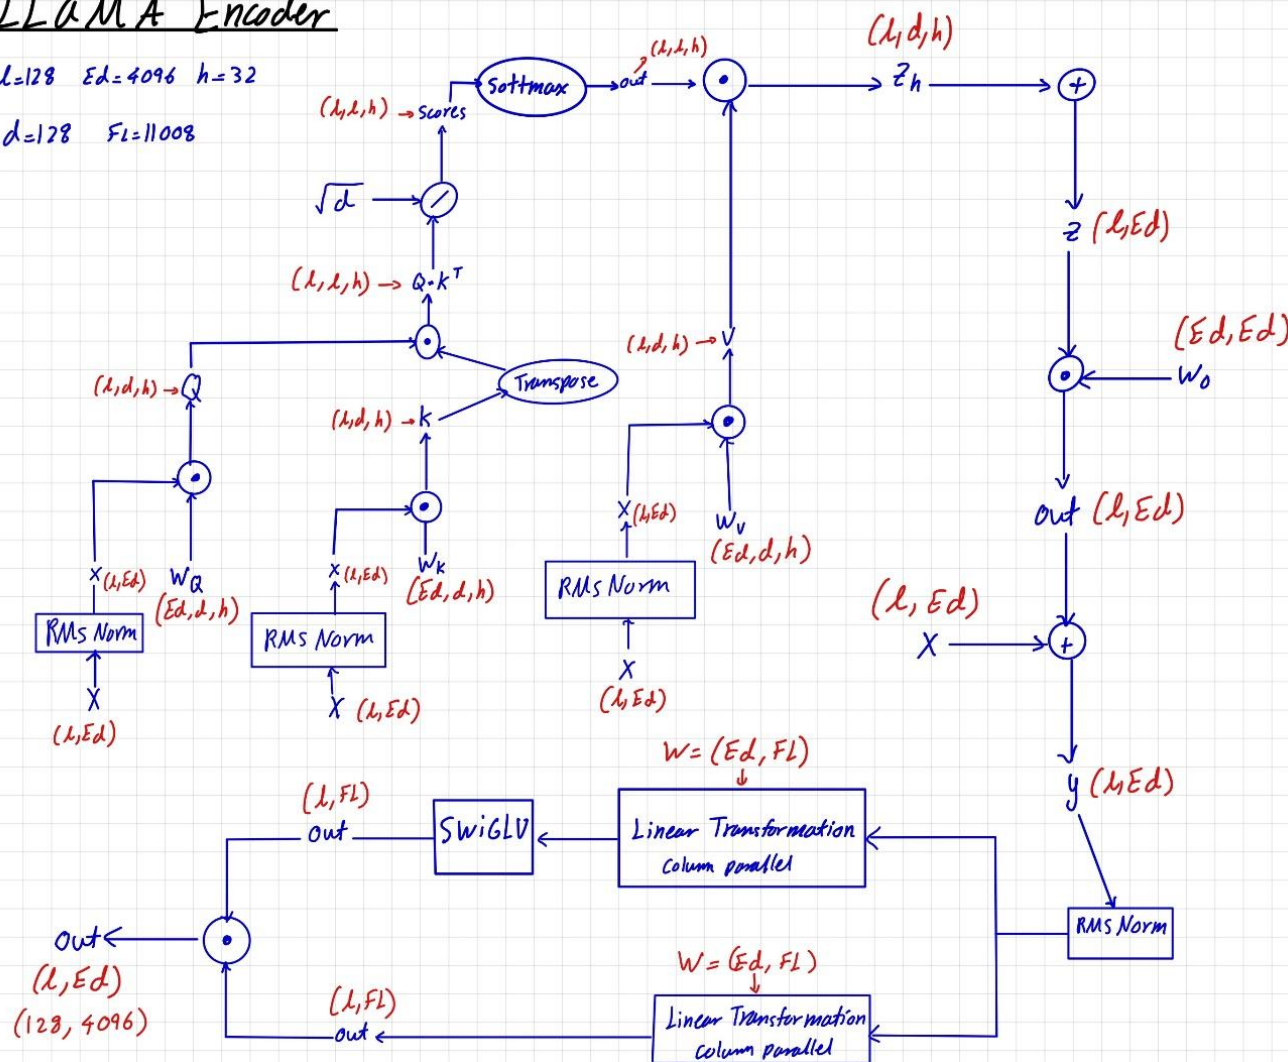 LLaMA Encoder
l=128 Ed=4096 h=32
d=128 FL=11008
(l,l,h) → scores
Softmax
out
(l,l,h)
(l,d,h)
Zh
+
√d
/
(l,l,h) → Q·K^T
z (l,Ed)
(l,d,h) → Q
Transpose
(l,d,h) → K
(l,d,h) → V
(Ed,Ed)
Wo
x (l,Ed)
WQ
(Ed,d,h)
RMs Norm
X
(l,Ed)
x (l,Ed)
WK
(Ed,d,h)
RMs Norm
X (l,Ed)
X (l,Ed)
Wv
(Ed,d,h)
RMs Norm
X
(l,Ed)
out (l,Ed)
(l, Ed)
X
+
y (l,Ed)
RMs Norm
W= (Ed, FL)
Linear Transformation
column parallel
SWiGLU
(l,FL)
out
W= (Ed, FL)
Linear Transformation
column parallel
(l,FL)
out
out
(l,Ed)
(128, 4096)